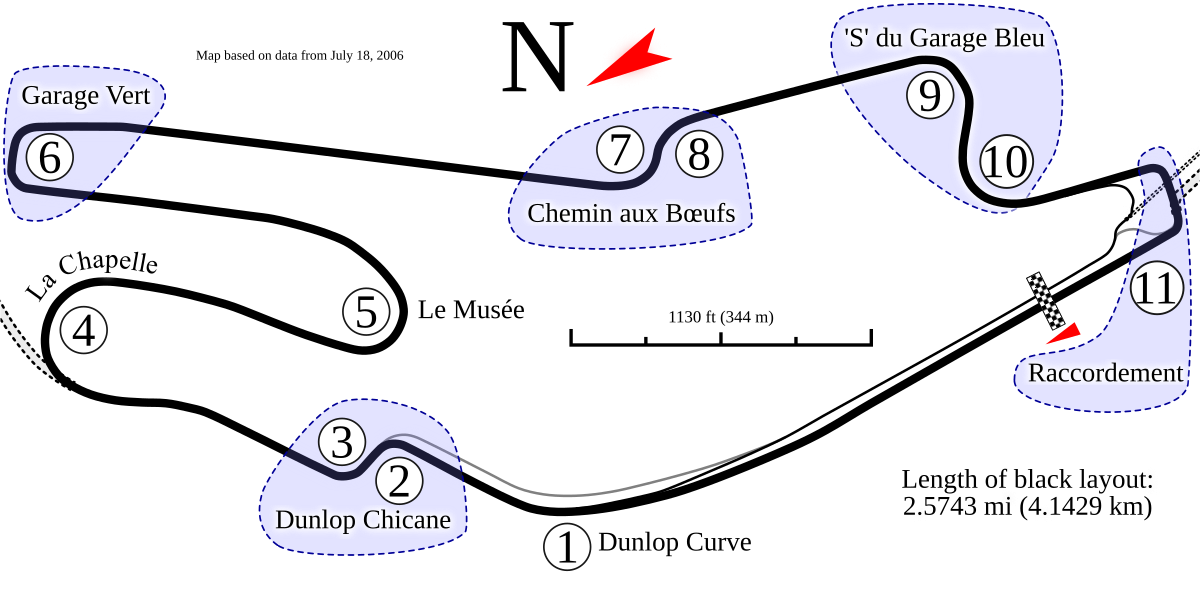 N
'S' du Garage Bleu
Map based on data from July 18, 2006
Garage Vert
9
7
8
6
10
Chemin aux Bœufs
La Chapelle
11
5
Le Musée
1130 ft (344 m)
4
Raccordement
3
2
Length of black layout:
2.5743 mi (4.1429 km)
Dunlop Chicane
1
Dunlop Curve